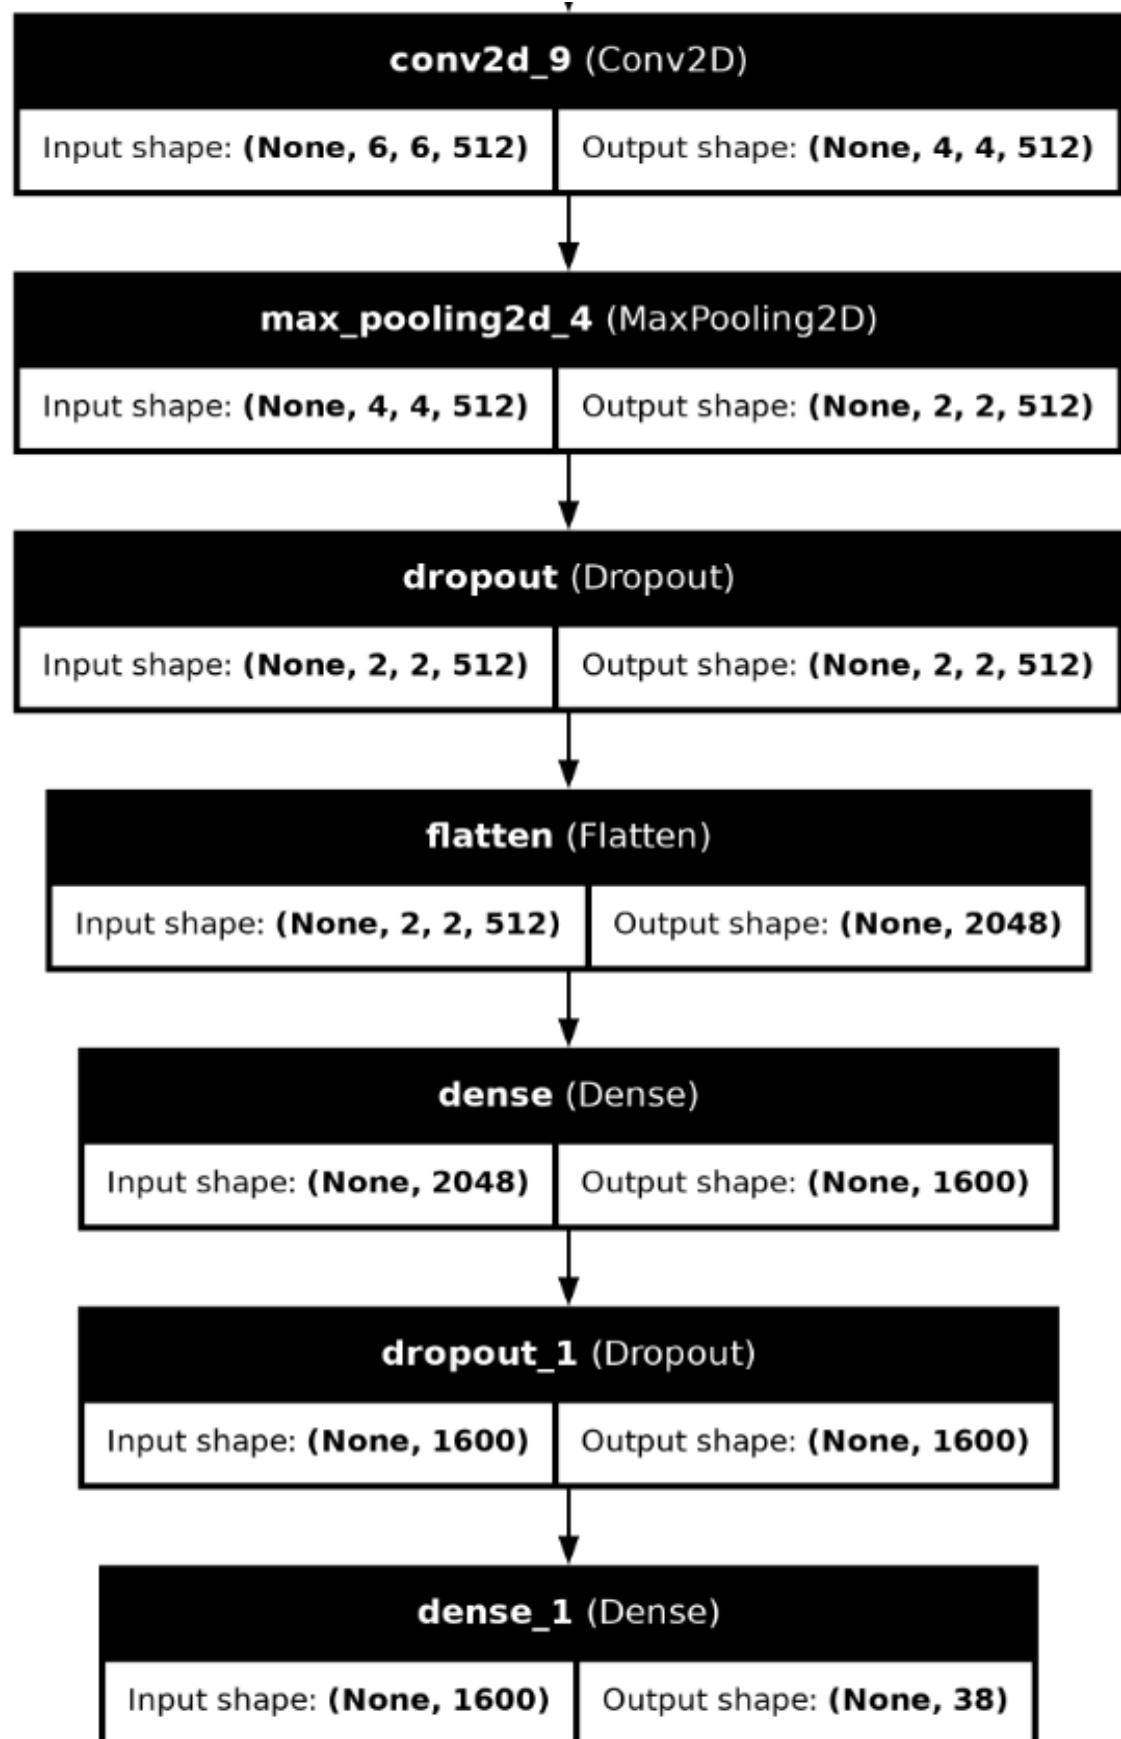 conv2d_9 (Conv2D)
Input shape: (None, 6, 6, 512) Output shape: (None, 4, 4, 512)
max_pooling2d_4 (MaxPooling2D)
Input shape: (None, 4, 4, 512) Output shape: (None, 2, 2, 512)
dropout (Dropout)
Input shape: (None, 2, 2, 512) Output shape: (None, 2, 2, 512)
flatten (Flatten)
Input shape: (None, 2, 2, 512) Output shape: (None, 2048)
dense (Dense)
Input shape: (None, 2048) Output shape: (None, 1600)
dropout_1 (Dropout)
Input shape: (None, 1600) Output shape: (None, 1600)
dense_1 (Dense)
Input shape: (None, 1600) Output shape: (None, 38)